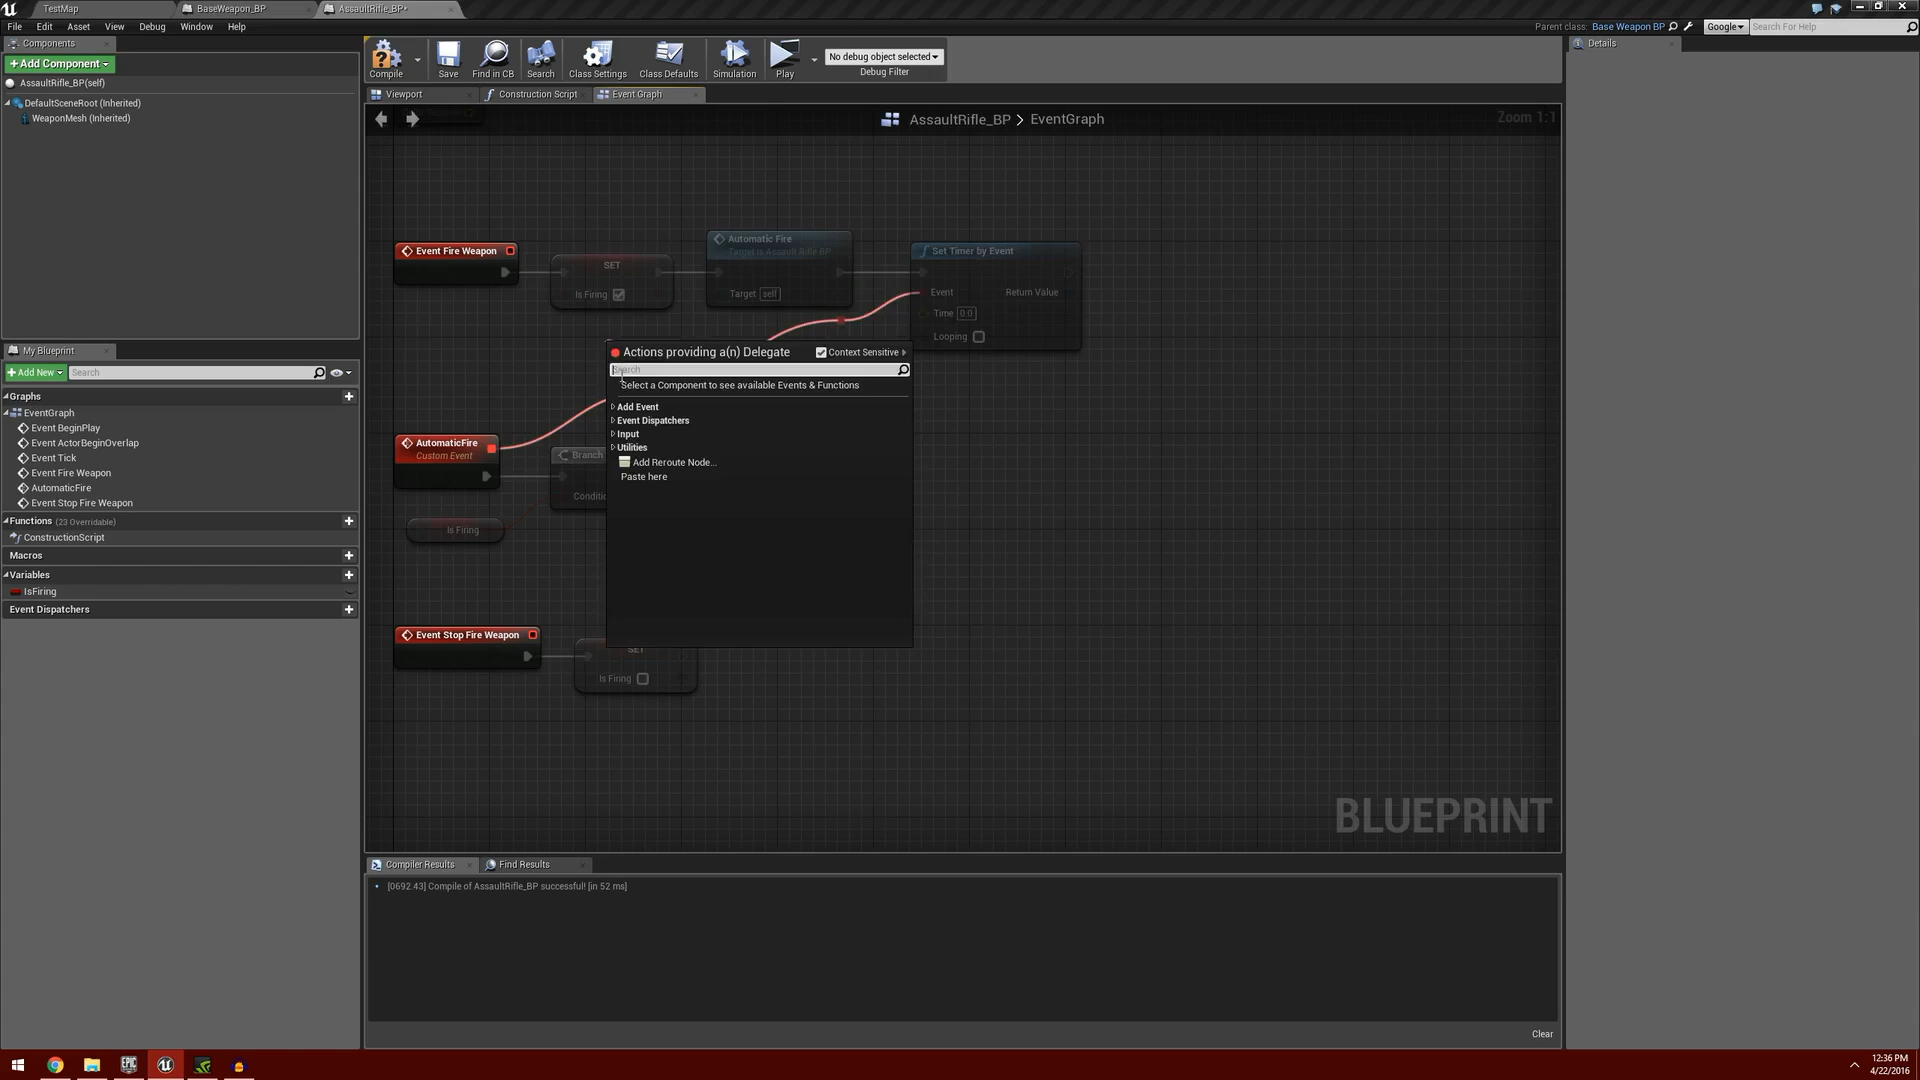 TestMap
BaseWeapon_BP
AssaultRifle_BP*
File Edit Asset View Debug Window Help
Parent class: Base Weapon BP
Google
Search For Help
Components
+Add Component
AssaultRifle_BP(self)
DefaultSceneRoot (Inherited)
WeaponMesh (Inherited)
Compile
Save
Find in CB
Search
Class Settings
Class Defaults
Simulation
Play
No debug object selected
Debug Filter
Details
Viewport
Construction Script
Event Graph
AssaultRifle_BP > EventGraph
Zoom 1:1
Event Fire Weapon
SET
Is Firing
Automatic Fire
Target is Assault Rifle BP
Target self
Set Timer by Event
Event
Return Value
Time 0.0
Looping
Actions providing a(n) Delegate
Context Sensitive
Search
Select a Component to see available Events & Functions
Add Event
Event Dispatchers
Input
Utilities
Add Reroute Node...
Paste here
AutomaticFire
Custom Event
Branch
Conditio
Is Firing
Event Stop Fire Weapon
SET
Is Firing
BLUEPRINT
My Blueprint
+Add New
Search
Graphs
EventGraph
Event BeginPlay
Event ActorBeginOverlap
Event Tick
Event Fire Weapon
AutomaticFire
Event Stop Fire Weapon
Functions (23 Overridable)
ConstructionScript
Macros
Variables
IsFiring
Event Dispatchers
Compiler Results
Find Results
[0692.43] Compile of AssaultRifle_BP successful! [in 52 ms]
Clear
EPIC
12:36 PM
4/22/2016